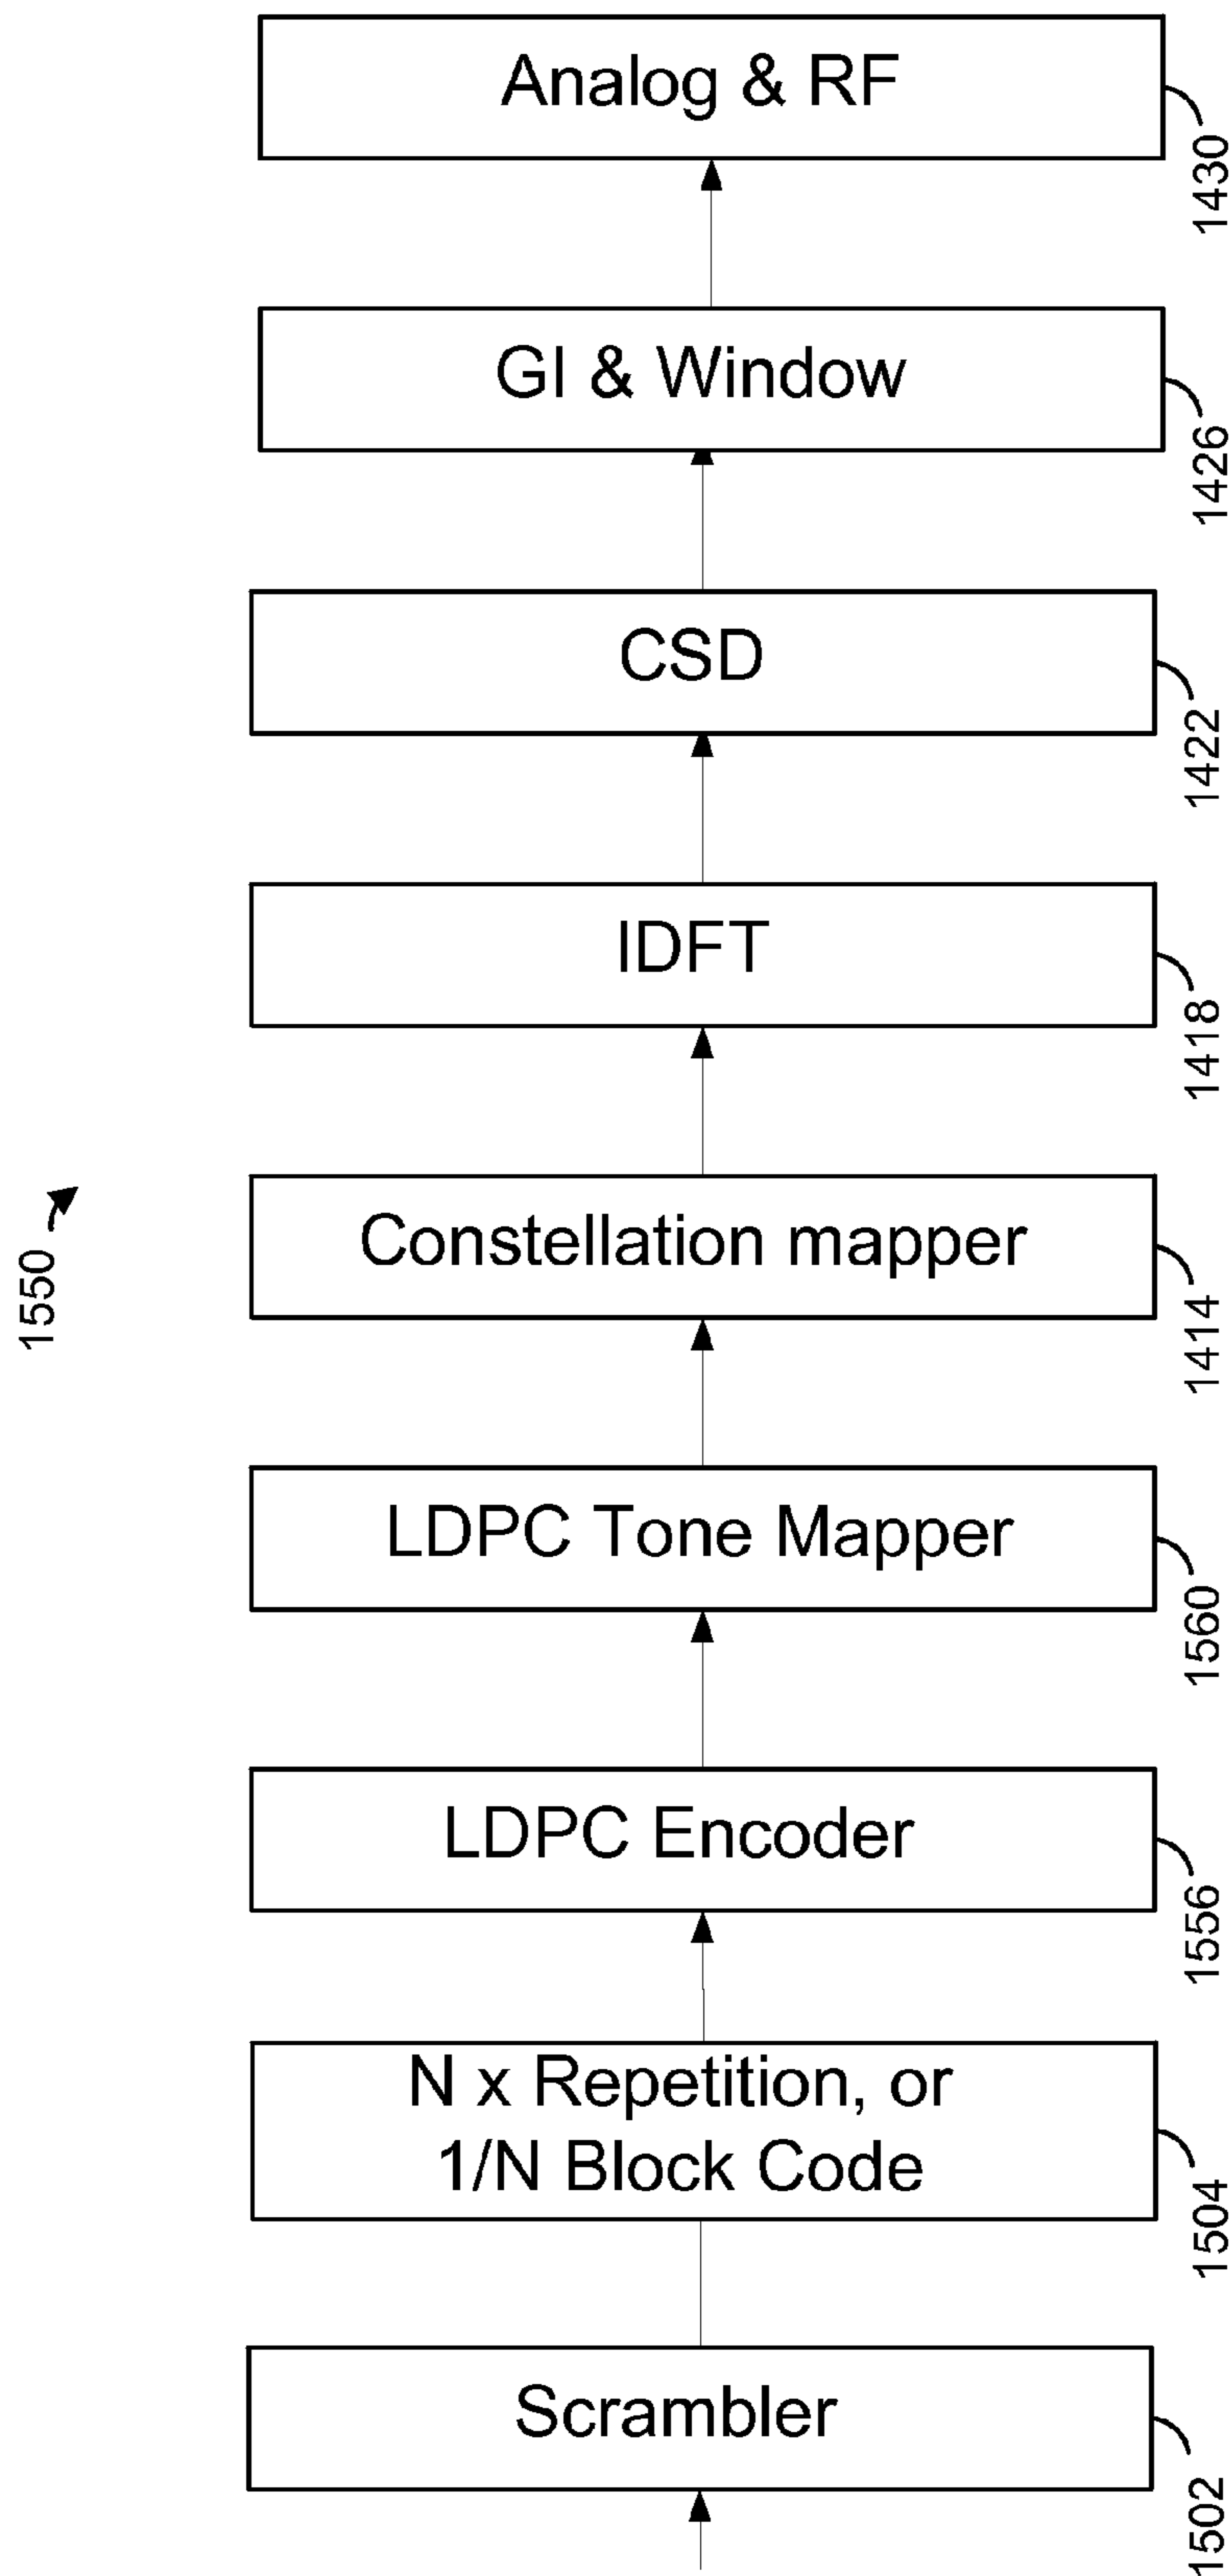 Analog & RF
1430
GI & Window
1426
CSD
1422
IDFT
1418
1550
Constellation mapper
1414
LDPC Tone Mapper
1560
LDPC Encoder
1556
N x Repetition, or
1/N Block Code
1504
Scrambler
1502